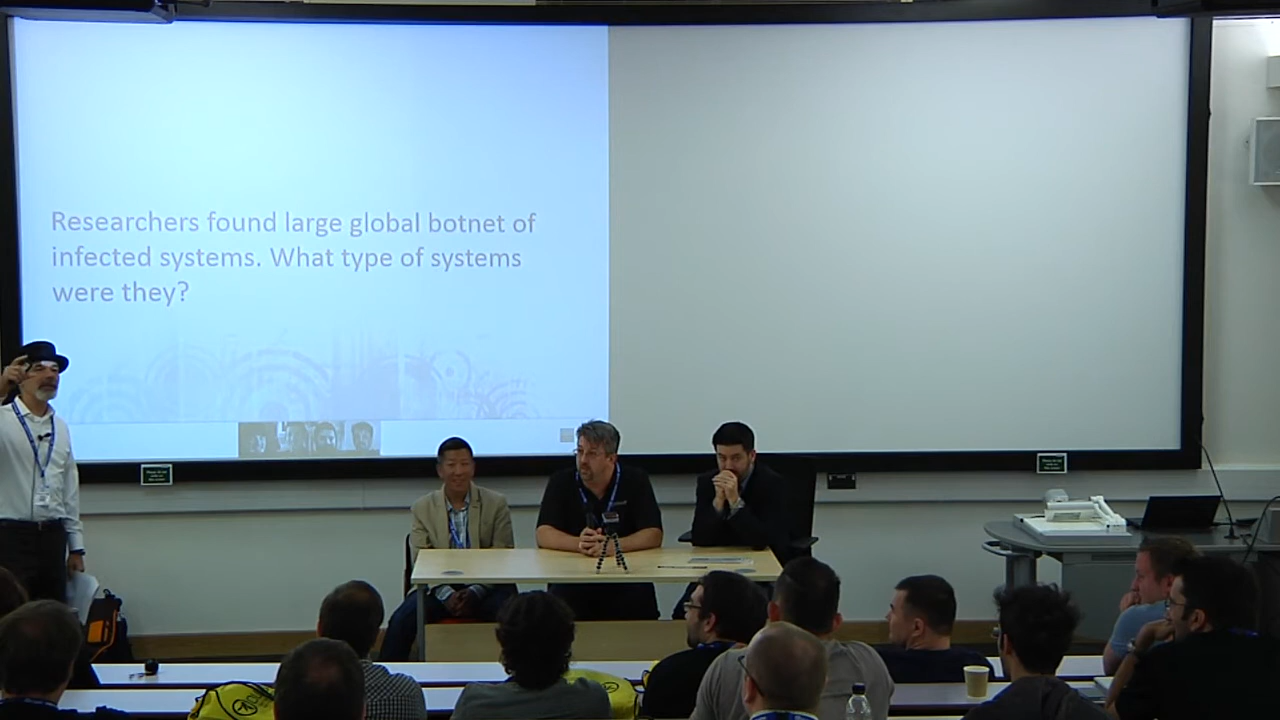 Researchers found large global botnet of
infected systems. What type of systems
were they?